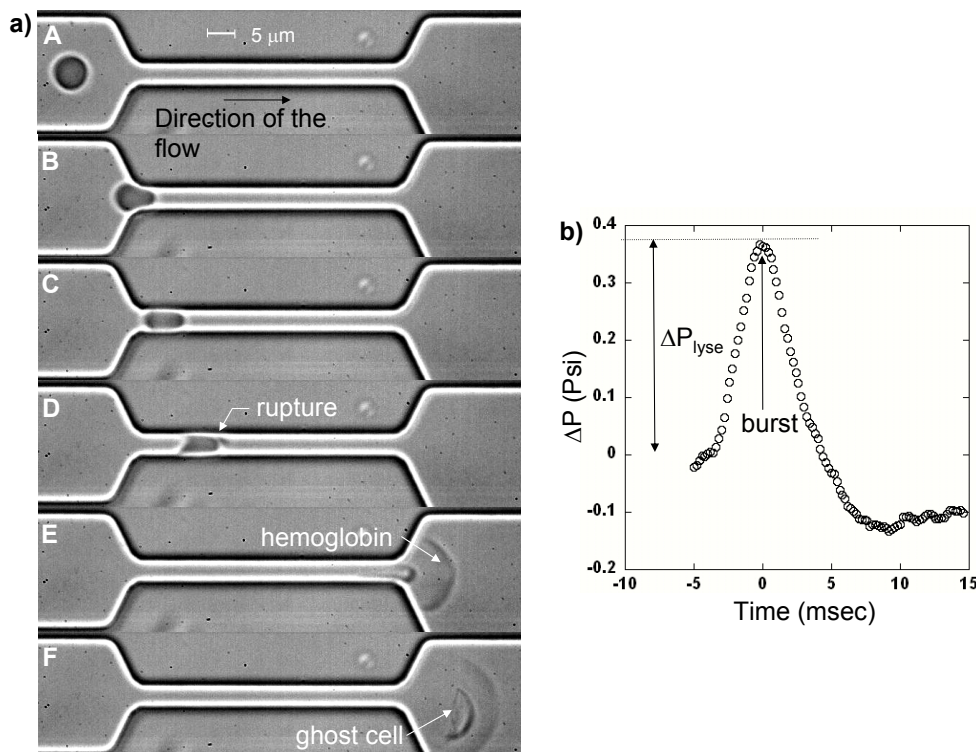 a)
A
5 μm
Direction of the
flow
B
C
D
rupture
E
hemoglobin
F
ghost cell
b)
0.4
0.3
0.2
0.1
0
-0.1
-0.2
ΔP (Psi)
ΔPlyse
burst
-10
-5
0
5
10
15
Time (msec)